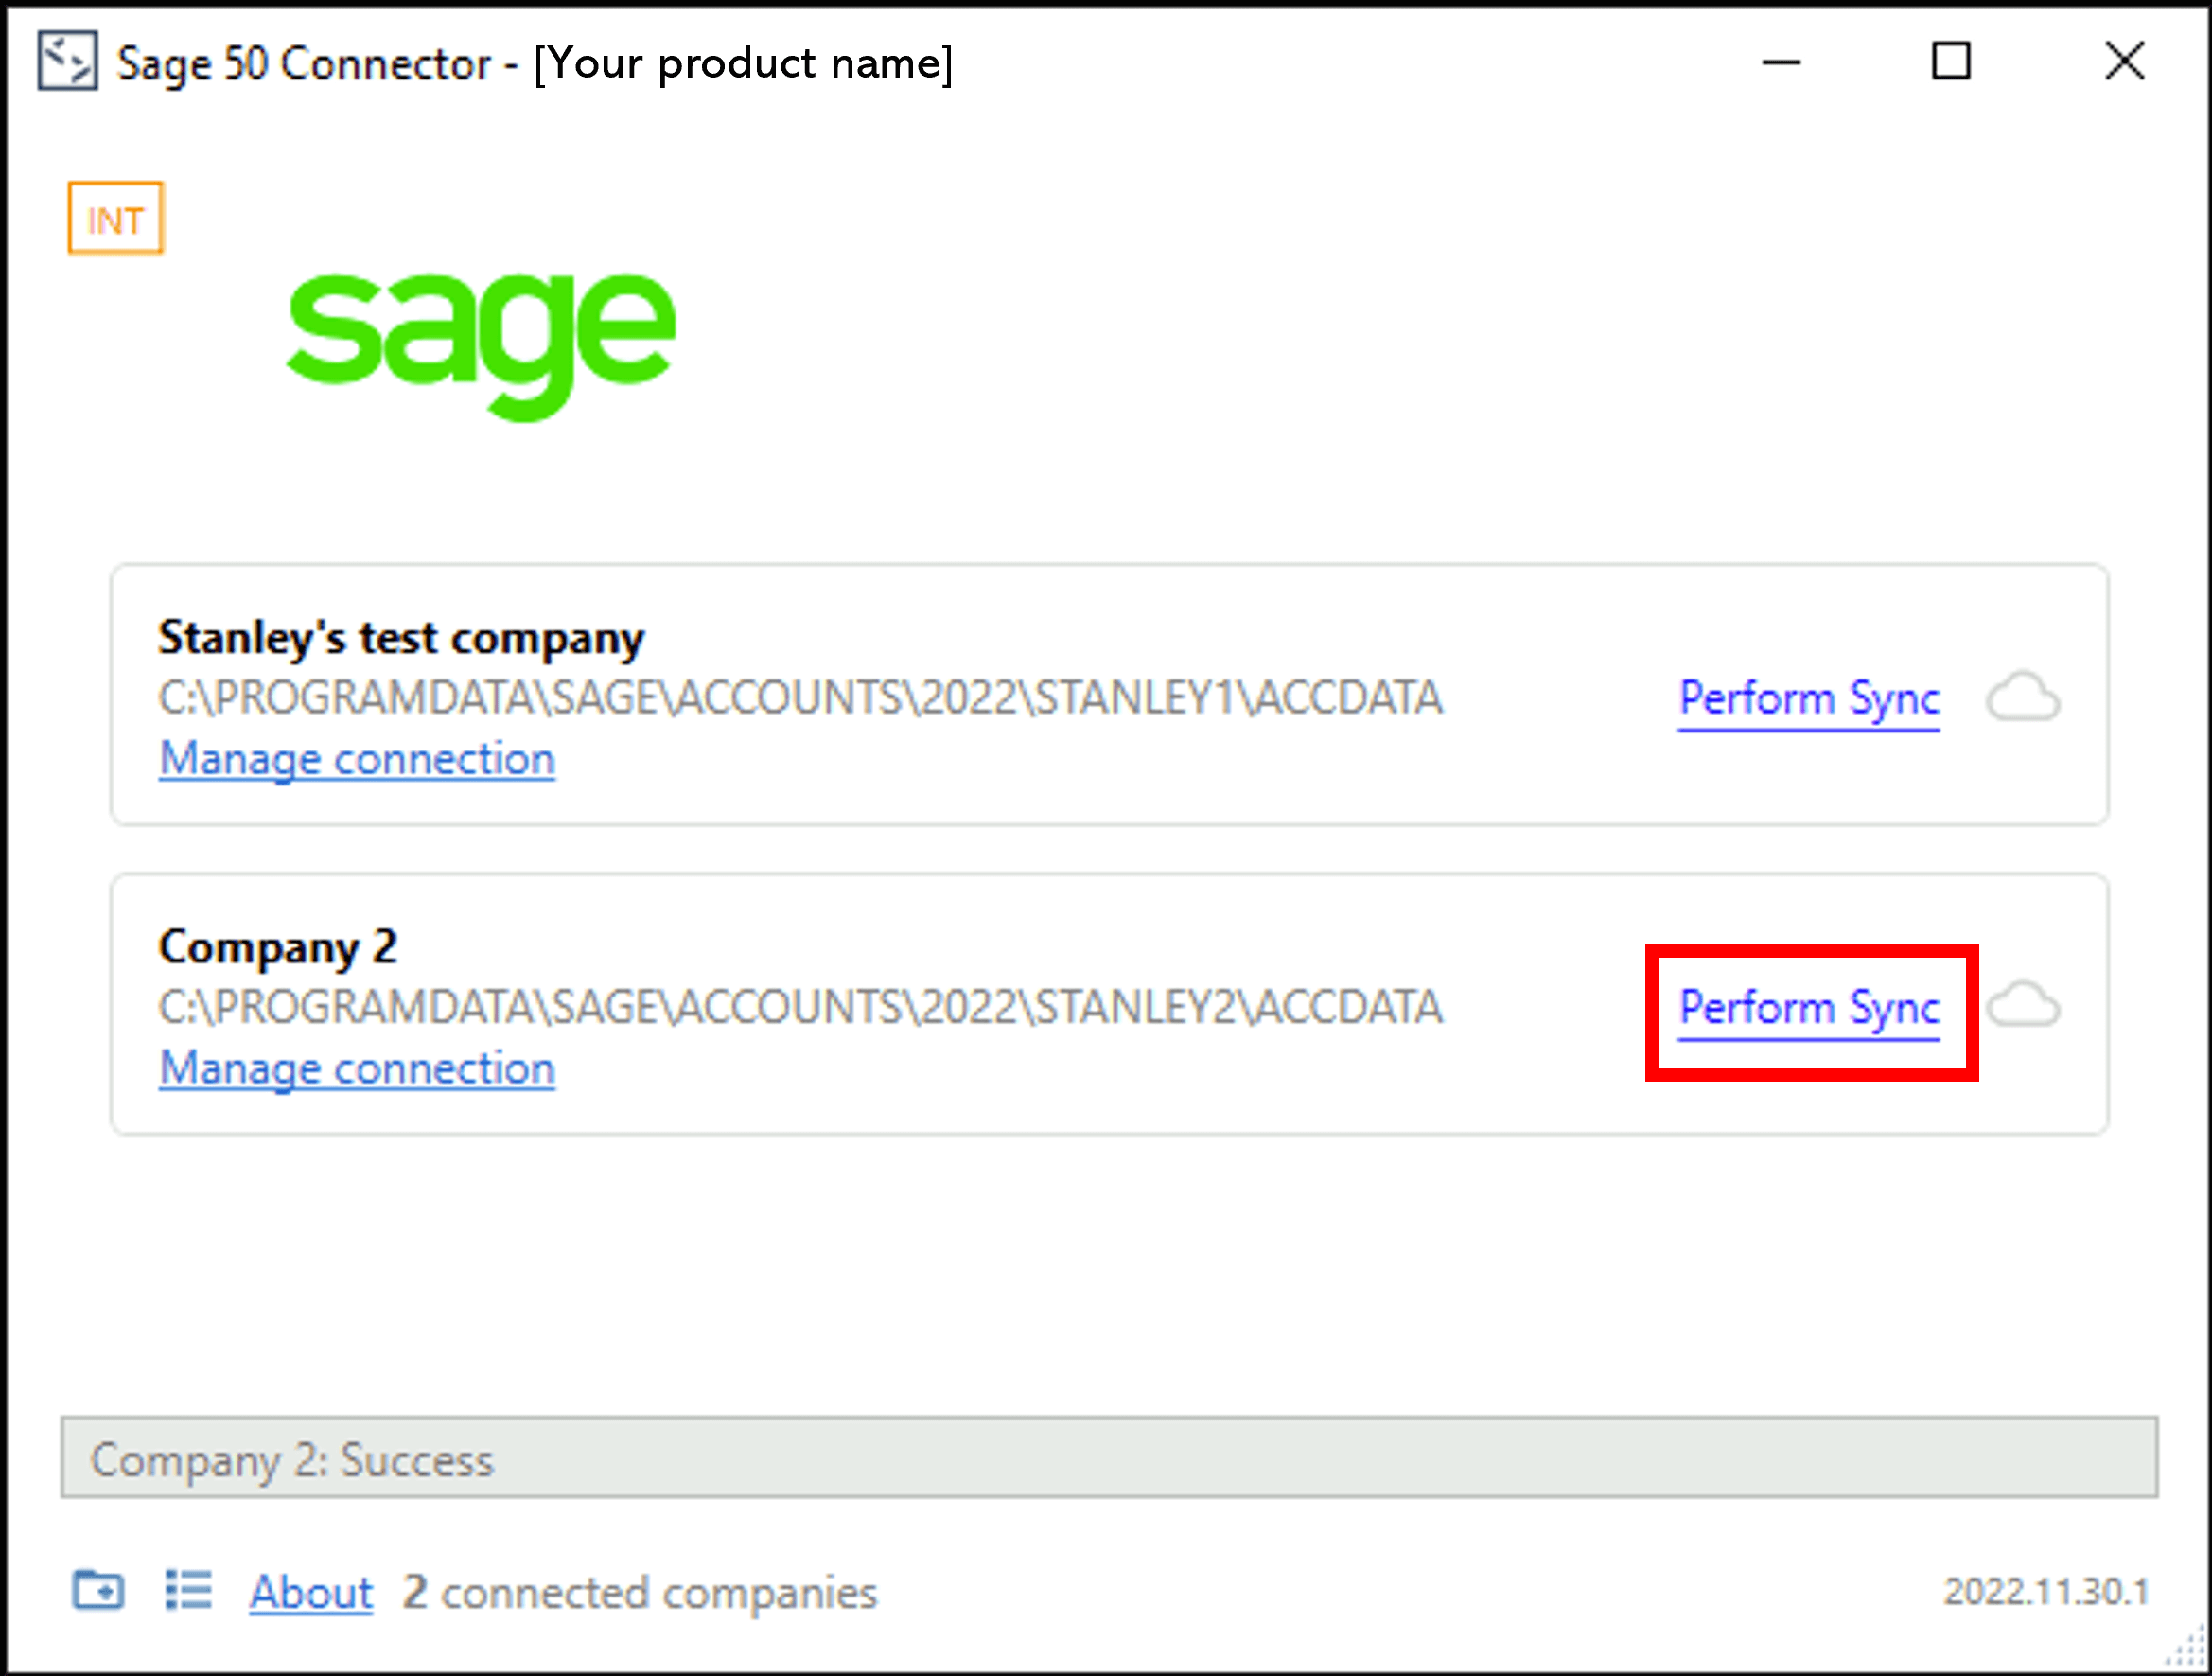 Sage 50 Connector - [Your product name]
INT
sage
Stanley's test company
C:\PROGRAMDATA\SAGE\ACCOUNTS\2022\STANLEY1\ACCDATA
Perform Sync
Manage connection
Company 2
C:\PROGRAMDATA\SAGE\ACCOUNTS\2022\STANLEY2\ACCDATA
Perform Sync
Manage connection
Company 2: Success
About 2 connected companies
2022.11.30.1